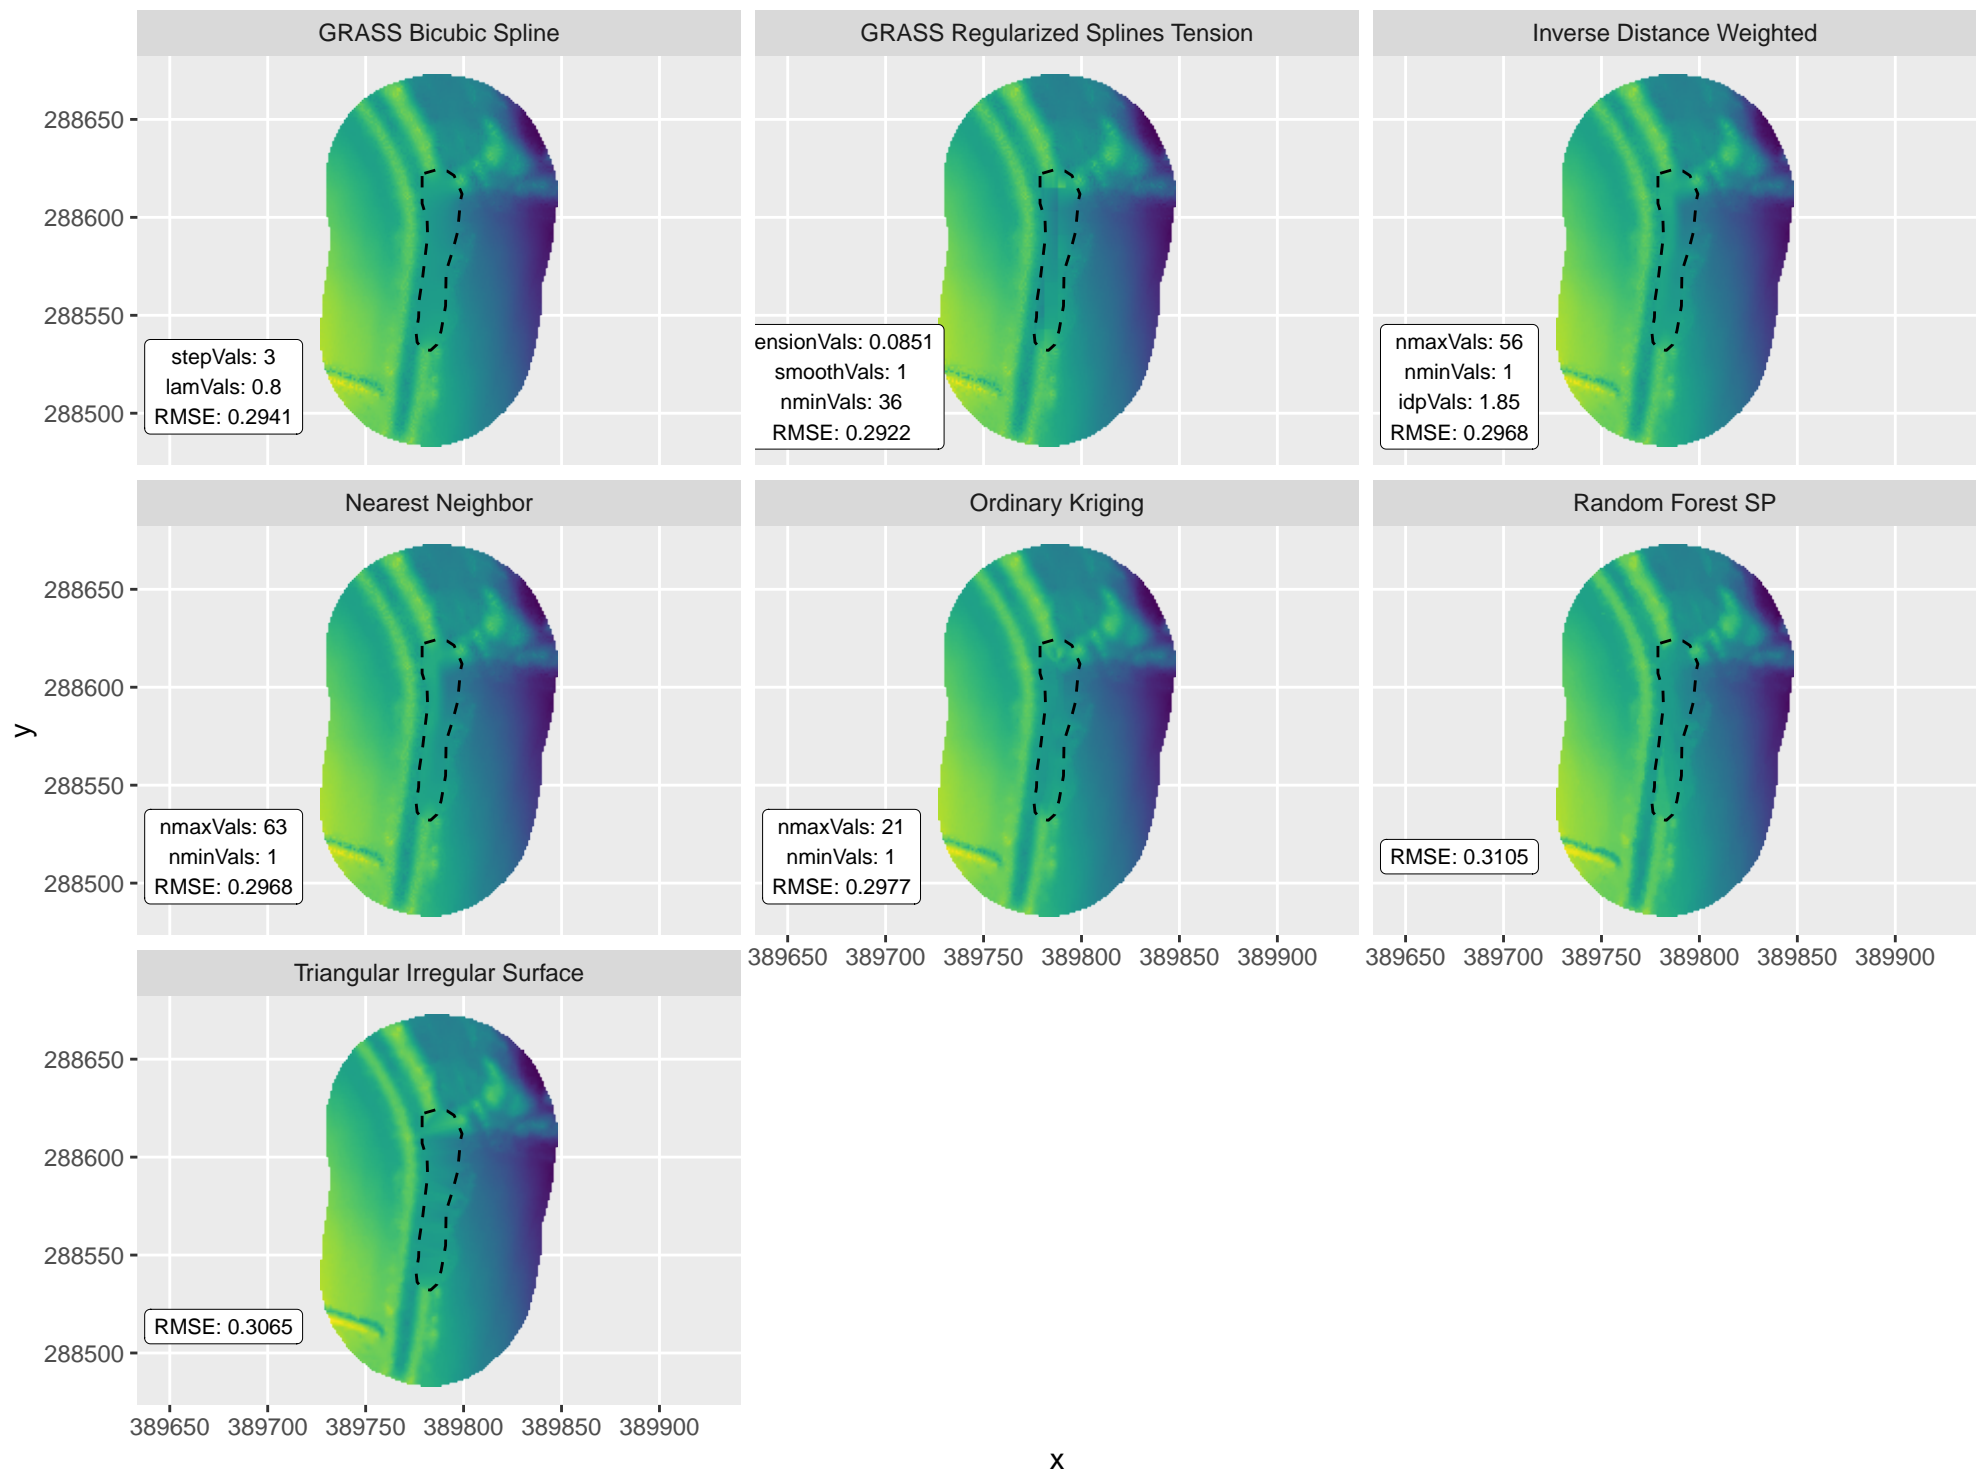 GRASS Bicubic Spline
GRASS Regularized Splines Tension
Inverse Distance Weighted
288650
288600
288550
288500
stepVals: 3
lamVals: 0.8
RMSE: 0.2941
ensionVals: 0.0851
smoothVals: 1
nminVals: 36
RMSE: 0.2922
nmaxVals: 56
nminVals: 1
idpVals: 1.85
RMSE: 0.2968
Nearest Neighbor
Ordinary Kriging
Random Forest SP
288650
288600
288550
288500
nmaxVals: 63
nminVals: 1
RMSE: 0.2968
nmaxVals: 21
nminVals: 1
RMSE: 0.2977
RMSE: 0.3105
389650 389700 389750 389800 389850 389900
389650 389700 389750 389800 389850 389900
Triangular Irregular Surface
288650
288600
288550
288500
RMSE: 0.3065
389650 389700 389750 389800 389850 389900
y
x